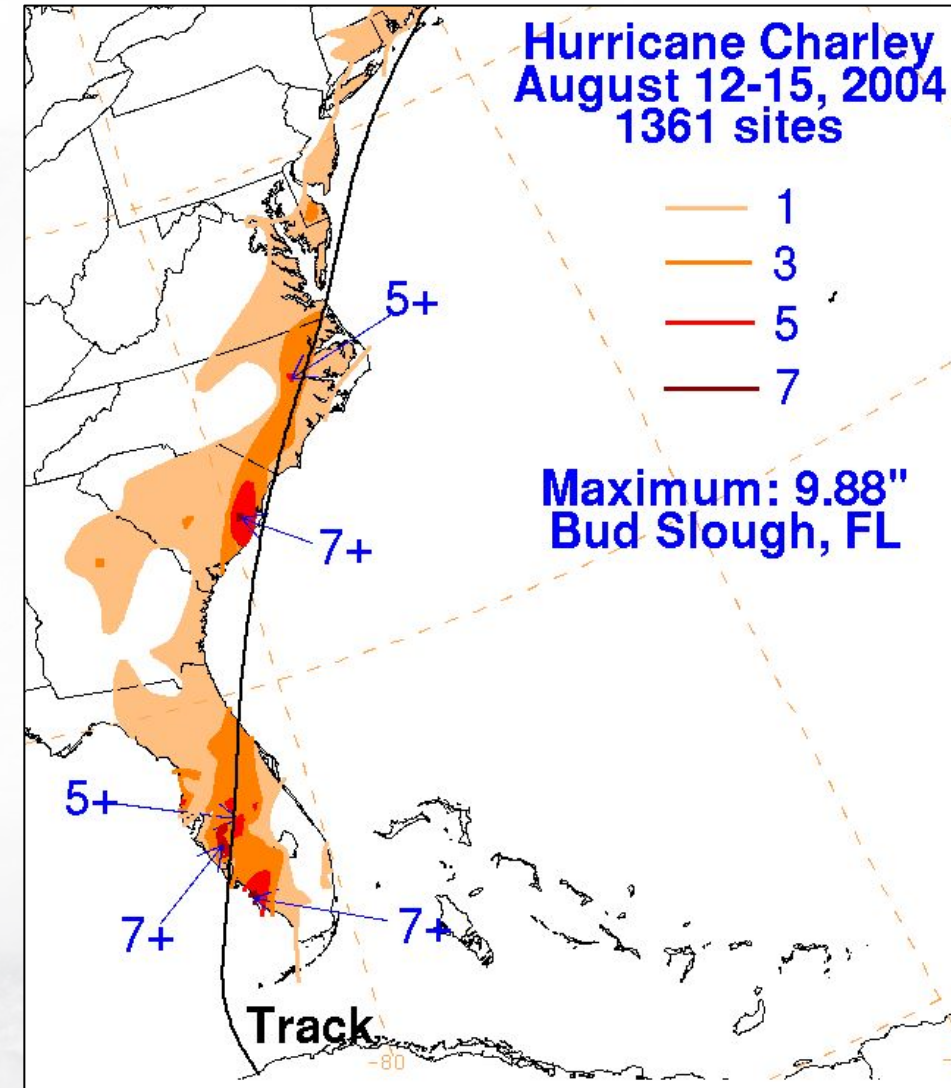 Hurricane Charley
August 12-15, 2004
1361 sites
1
3
5
7
5+
Maximum: 9.88"
Bud Slough, FL
7+
5+
7+
7+
Track
-80